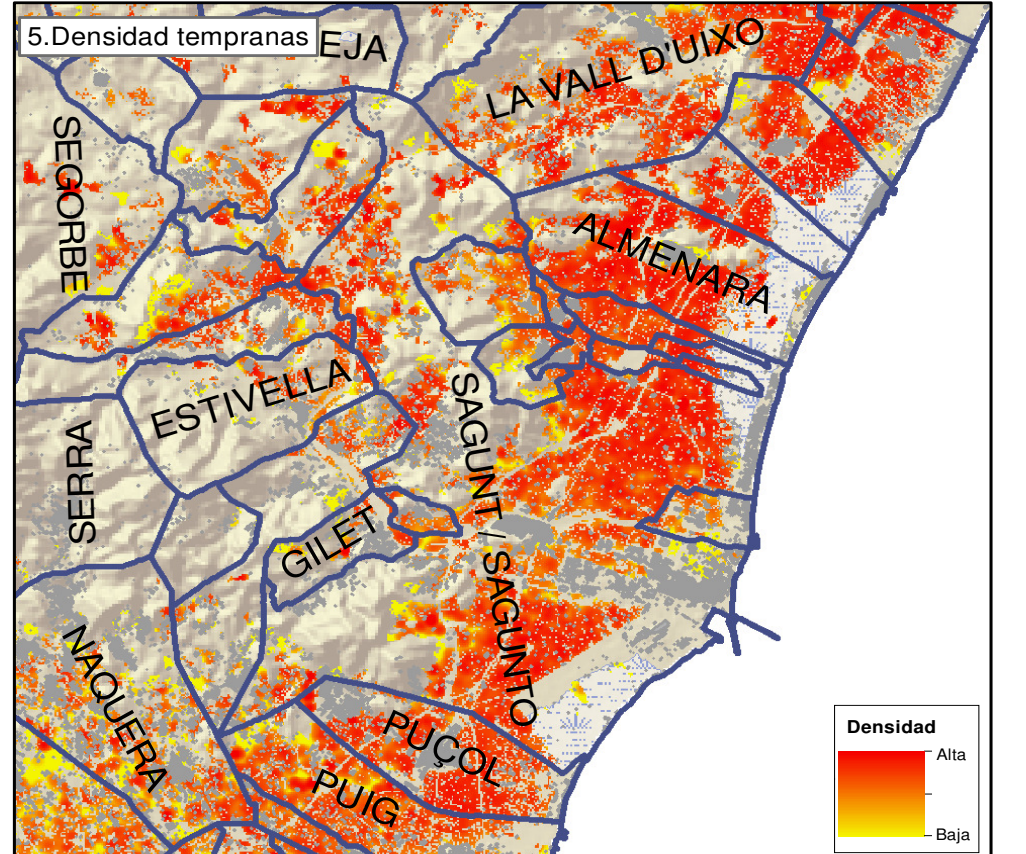 5.Densidad tempranas
EJA
LA VALL D'UIXO
SEGORBE
ALMENARA
ESTIVELLA
SAGUNT / SAGUNTO
SERRA
GILET
NAQUERA
PUÇOL
PUIG
Densidad
Alta
Baja